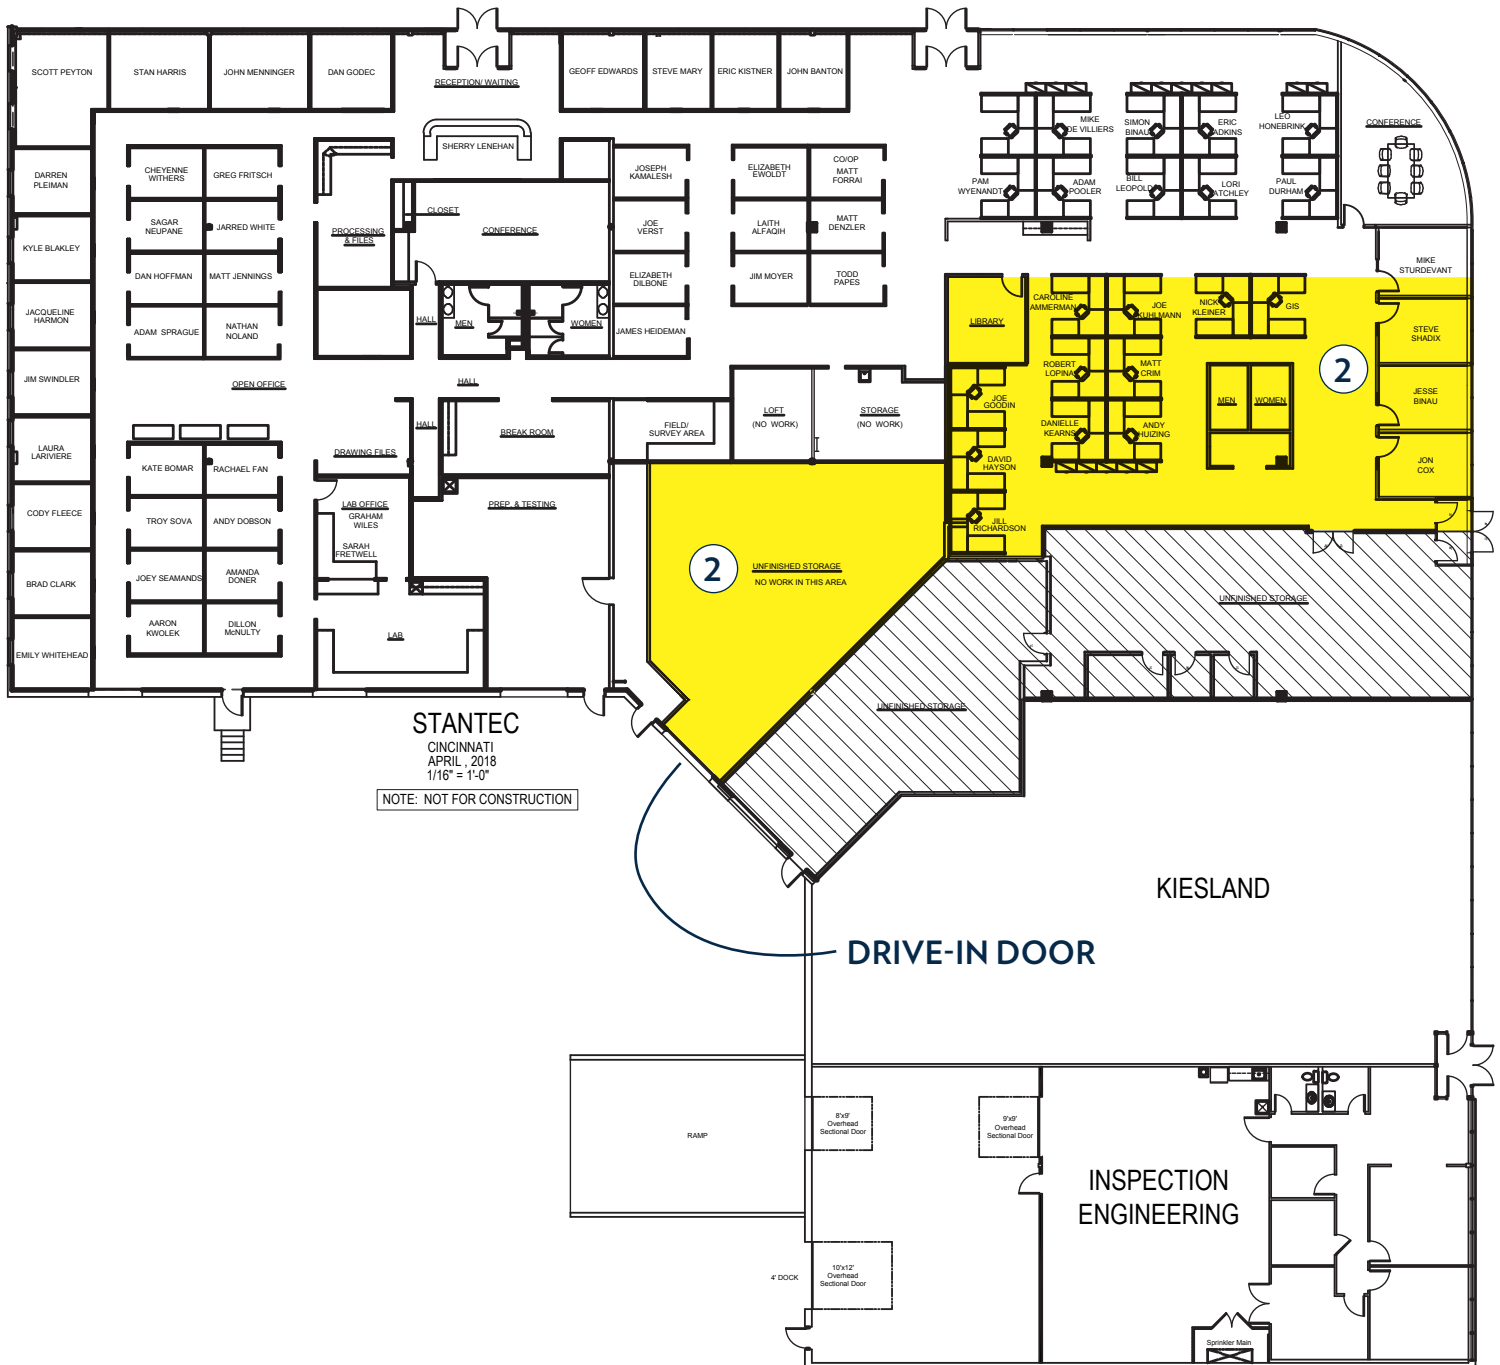 SCOTT PEYTON
STAN HARRIS
JOHN MENNINGER
DAN GODEC
RECEPTION/ WAITING
GEOFF EDWARDS
STEVE MARY
ERIC KISTNER
JOHN BANTON
SHERRY LENEHAN
MIKE
DE VILLIERS
SIMON
BINAU
ERIC
ADKINS
LEO
HONEBRINK
CONFERENCE
DARREN
PLEIMAN
CHEYENNE
WITHERS
GREG FRITSCH
JOSEPH
KAMALESH
ELIZABETH
EWOLDT
CO/OP
MATT
FORRAI
PAM
WYENANDT
ADAM
POOLER
BILL
LEOPOLD
LORI
ATCHLEY
PAUL
DURHAM
KYLE BLAKLEY
SAGAR
NEUPANE
JARRED WHITE
PROCESSING
& FILES
CLOSET
CONFERENCE
JOE
VERST
LAITH
ALFAQIH
MATT
DENZLER
MIKE
STURDEVANT
DAN HOFFMAN
MATT JENNINGS
ELIZABETH
DILBONE
JIM MOYER
TODD
PAPES
JACQUELINE
HARMON
ADAM SPRAGUE
NATHAN
NOLAND
HALL
MEN
WOMEN
JAMES HEIDEMAN
LIBRARY
CAROLINE
AMMERMAN
JOE
KUHLMANN
NICK
KLEINER
GIS
STEVE
SHADIX
JIM SWINDLER
OPEN OFFICE
HALL
ROBERT
LOPINA
MATT
CRIM
2
JESSE
BINAU
JOE
GOODIN
MEN
WOMEN
LOFT
(NO WORK)
STORAGE
(NO WORK)
FIELD/
SURVEY AREA
HALL
BREAK ROOM
DANIELLE
KEARNS
ANDY
HUIZING
LAURA
LARIVIERE
DRAWING FILES
DAVID
HAYSON
JON
COX
KATE BOMAR
RACHAEL FAN
CODY FLEECE
TROY SOVA
ANDY DOBSON
LAB OFFICE
GRAHAM
WILES
SARAH
FRETWELL
PREP. & TESTING
JILL
RICHARDSON
BRAD CLARK
JOEY SEAMANDS
AMANDA
DONER
2
UNFINISHED STORAGE
NO WORK IN THIS AREA
UNFINISHED STORAGE
EMILY WHITEHEAD
AARON
KWOLEK
DILLON
McNULTY
LAB
UNFINISHED STORAGE
STANTEC
CINCINNATI
APRIL , 2018
1/16" = 1'-0"
NOTE: NOT FOR CONSTRUCTION
KIESLAND
DRIVE-IN DOOR
RAMP
8'x9'
Overhead
Sectional Door
9'x9'
Overhead
Sectional Door
INSPECTION
ENGINEERING
4' DOCK
10'x12'
Overhead
Sectional Door
Sprinkler Main